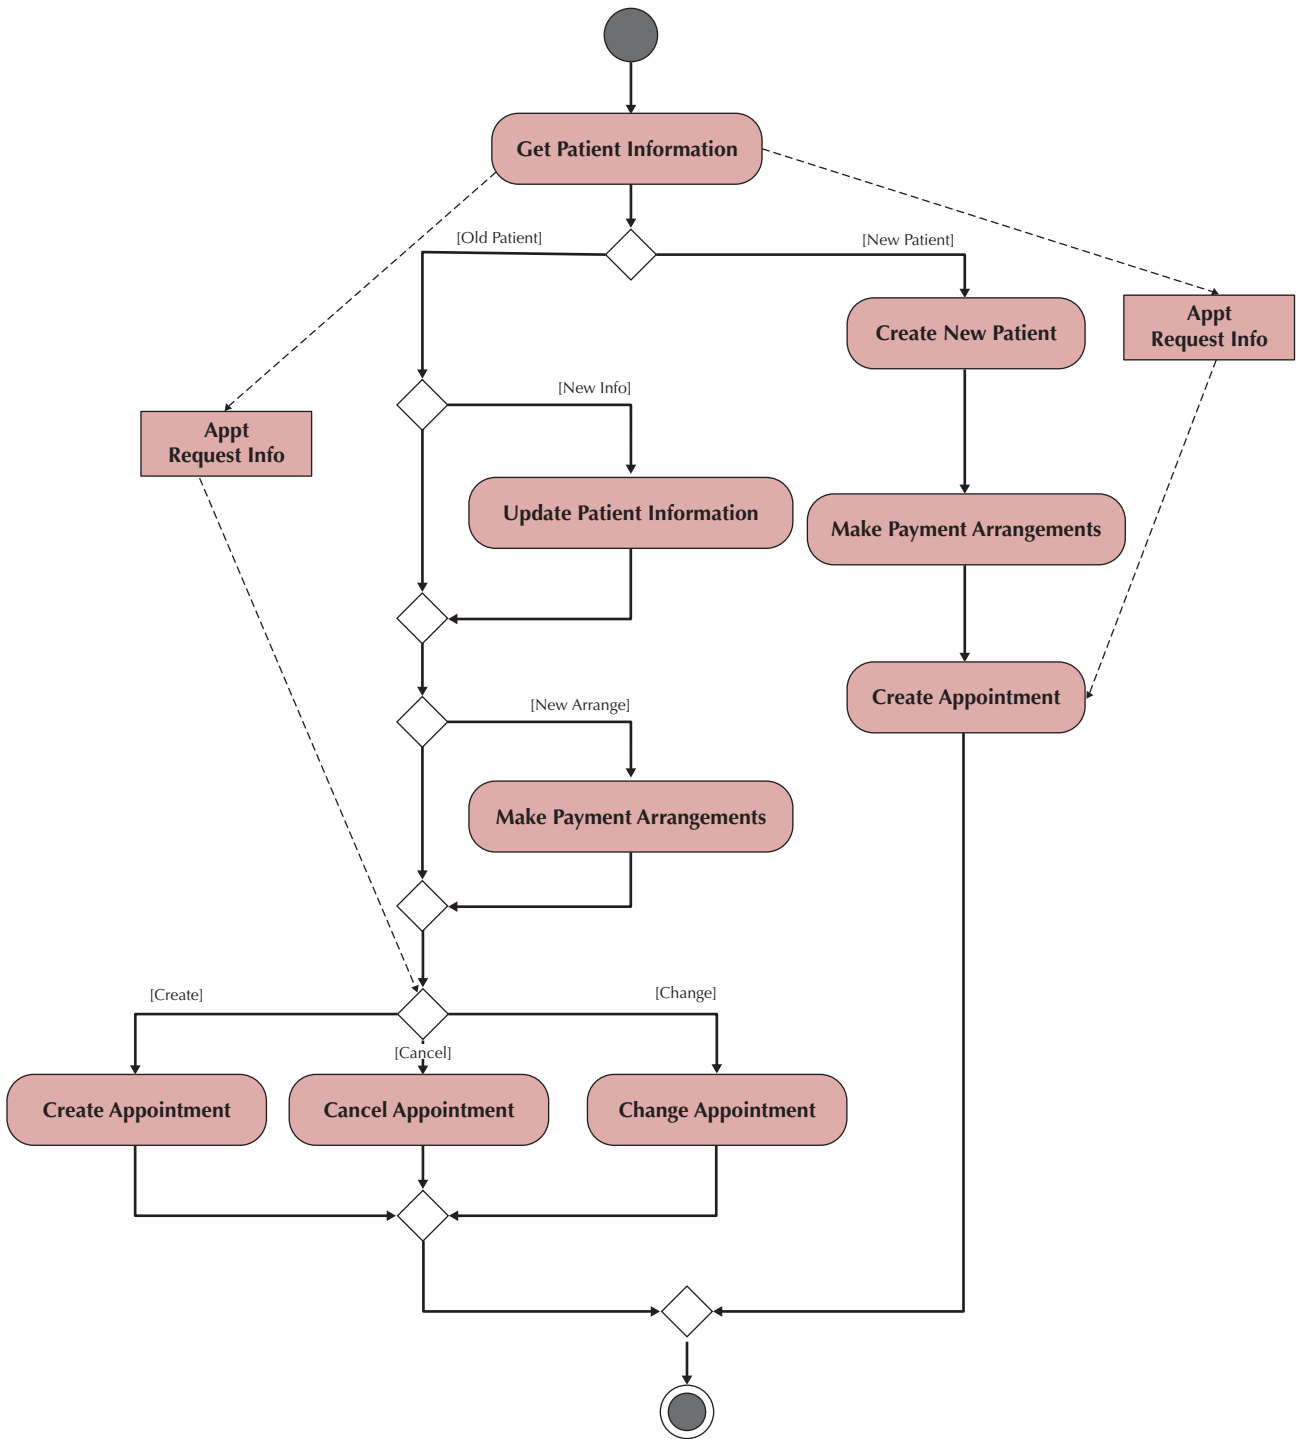 Get Patient Information
[Old Patient]
[New Patient]
Appt
Request Info
Create New Patient
[New Info]
Appt
Request Info
Update Patient Information
Make Payment Arrangements
[New Arrange]
Create Appointment
Make Payment Arrangements
[Create]
[Change]
[Cancel]
Create Appointment
Cancel Appointment
Change Appointment